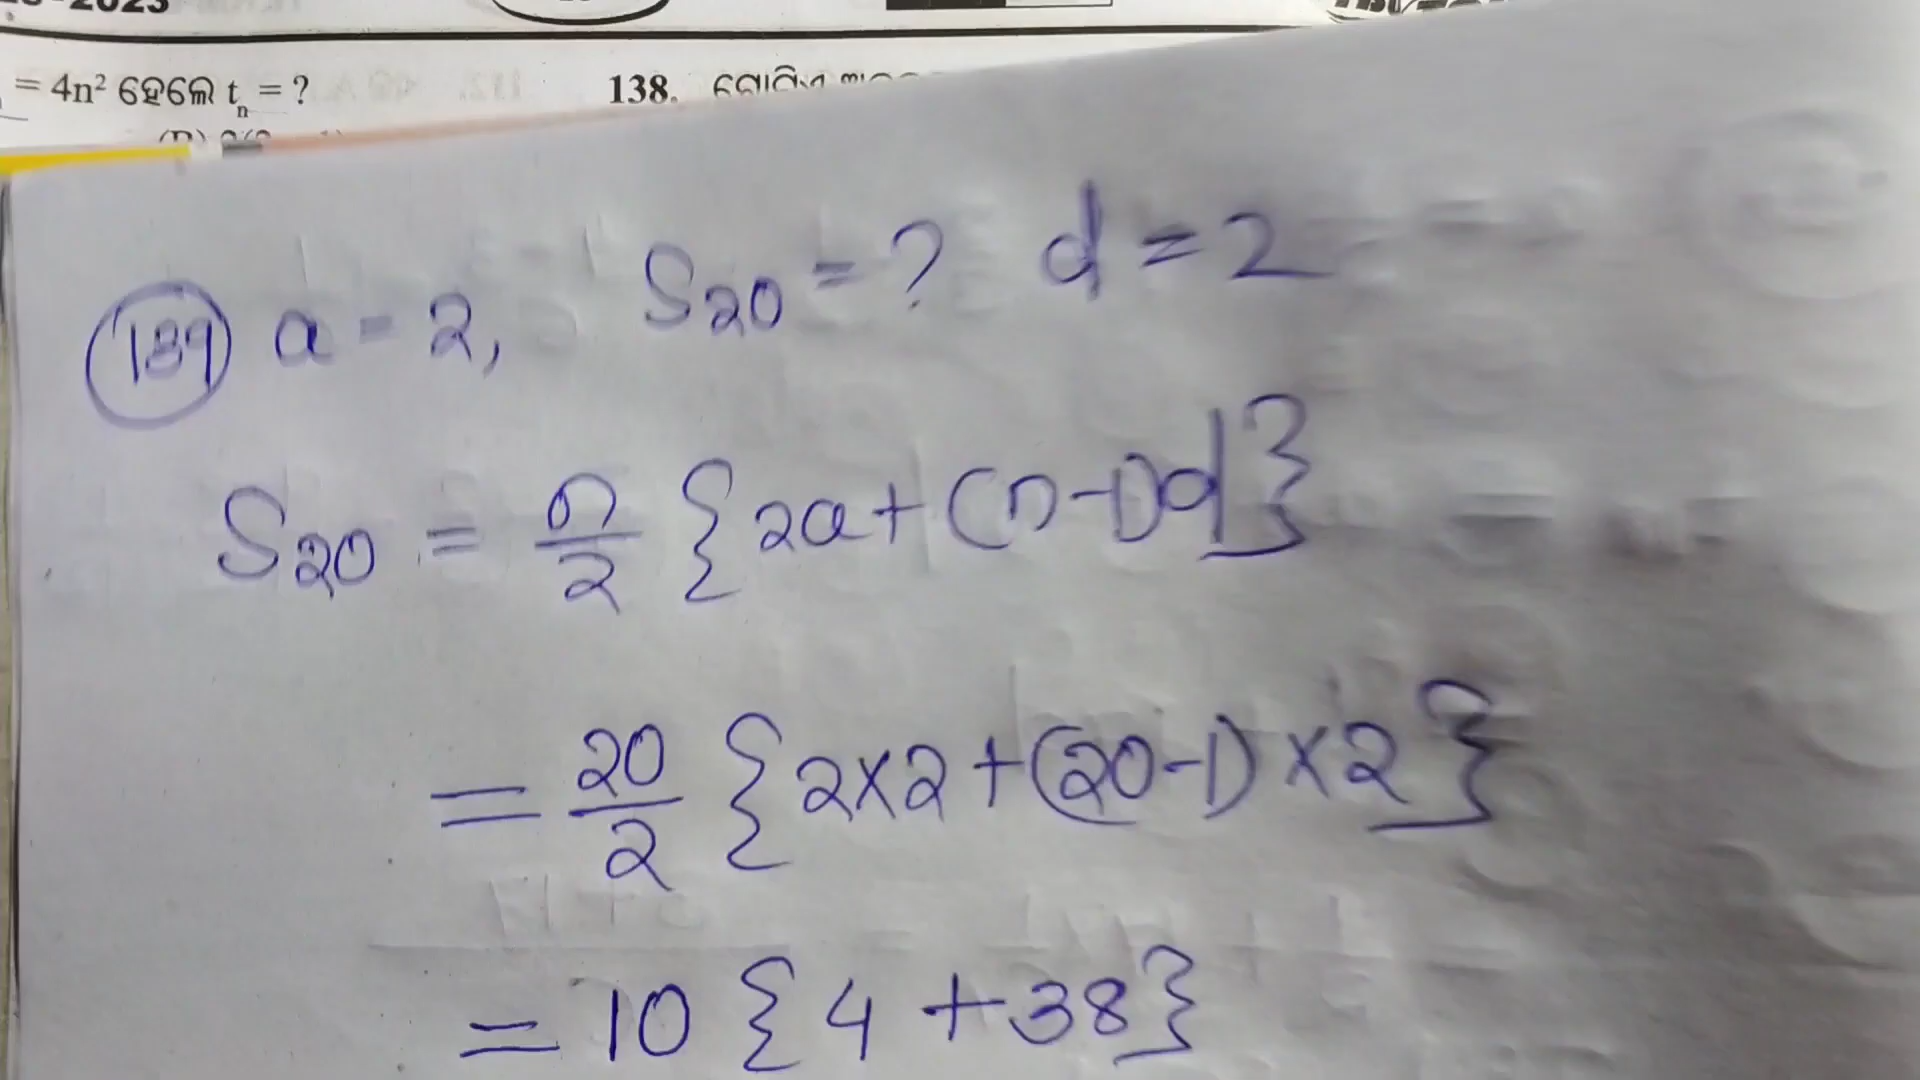 = 4n² ହେଲେ tₙ = ?
138.
139 a = 2, S₂₀ = ? d = 2
S₂₀ = n/2 {2a + (n-1)d}
= 20/2 {2×2 + (20-1)×2}
= 10 {4 + 38}